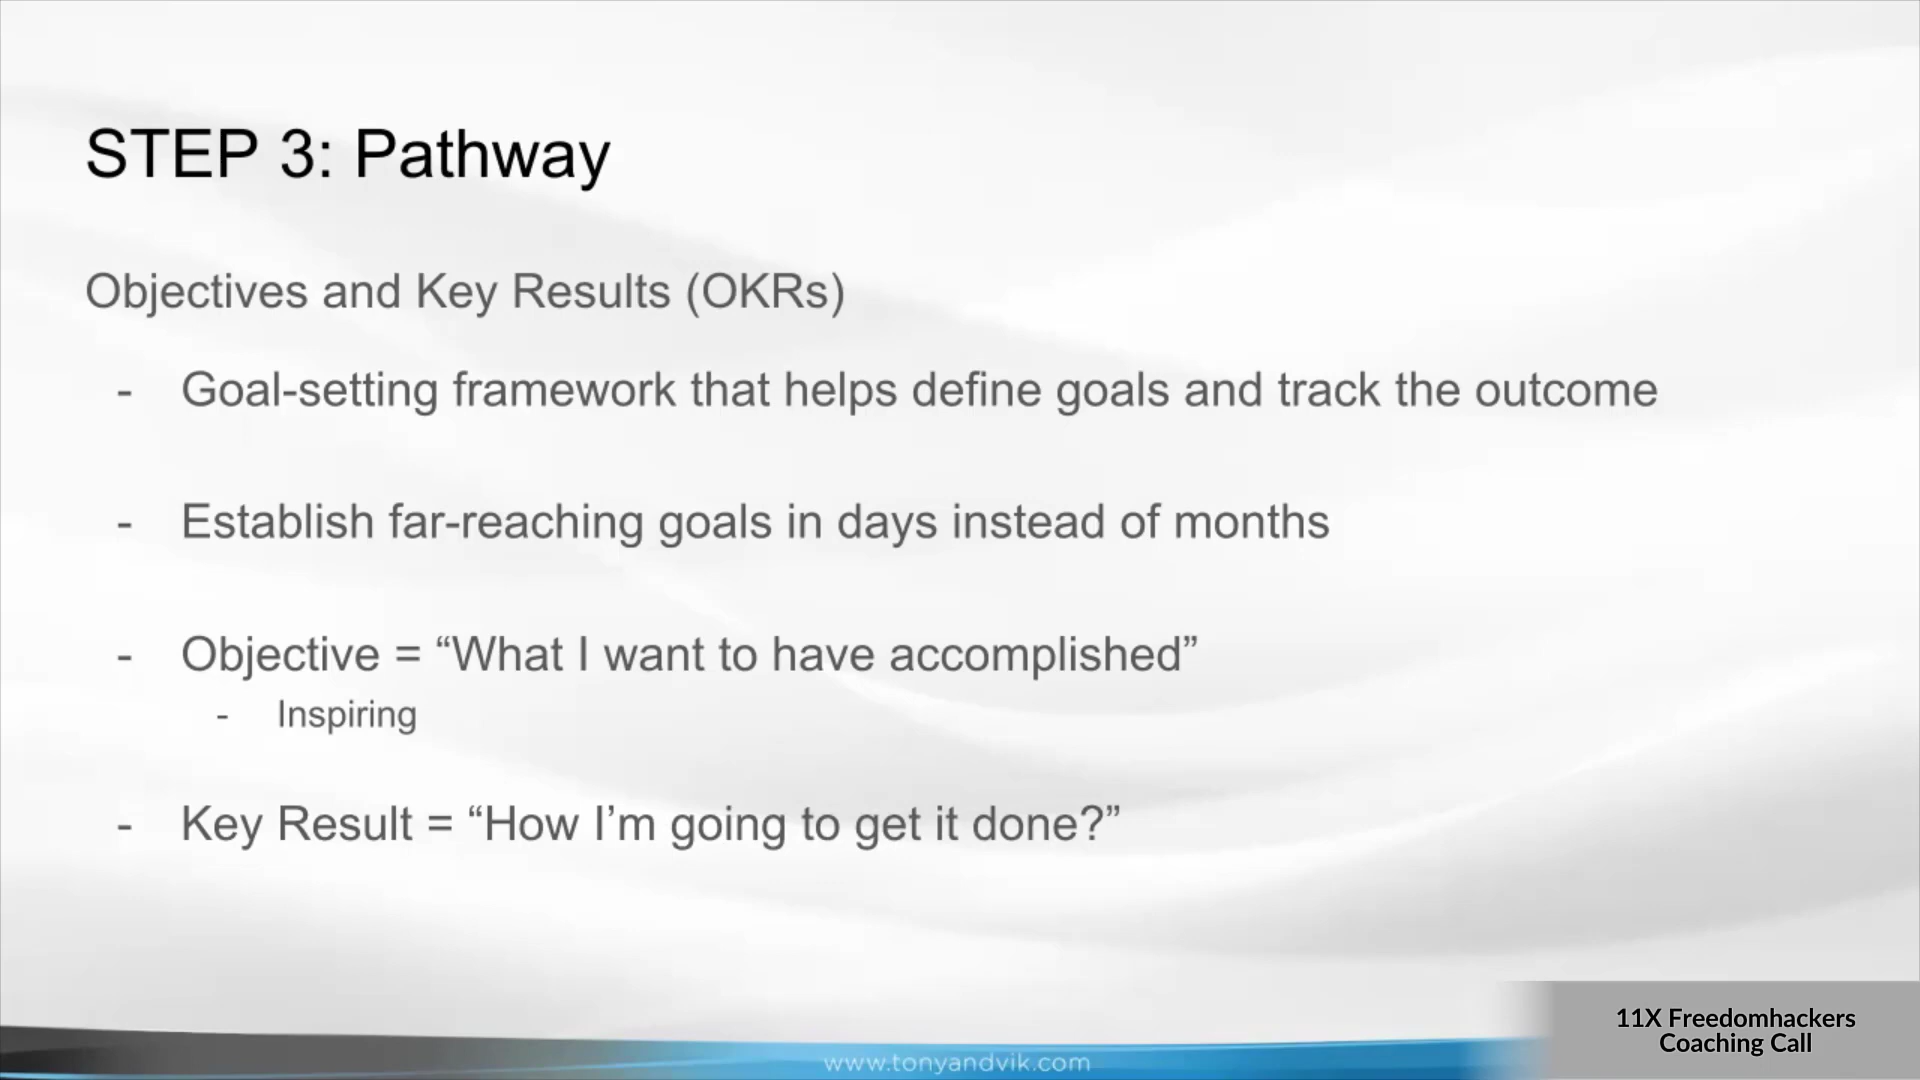 STEP 3: Pathway
Objectives and Key Results (OKRs)
- Goal-setting framework that helps define goals and track the outcome
- Establish far-reaching goals in days instead of months
- Objective = “What I want to have accomplished”
- Inspiring
- Key Result = “How I’m going to get it done?”
11X Freedomhackers
Coaching Call
www.tonyandvik.com